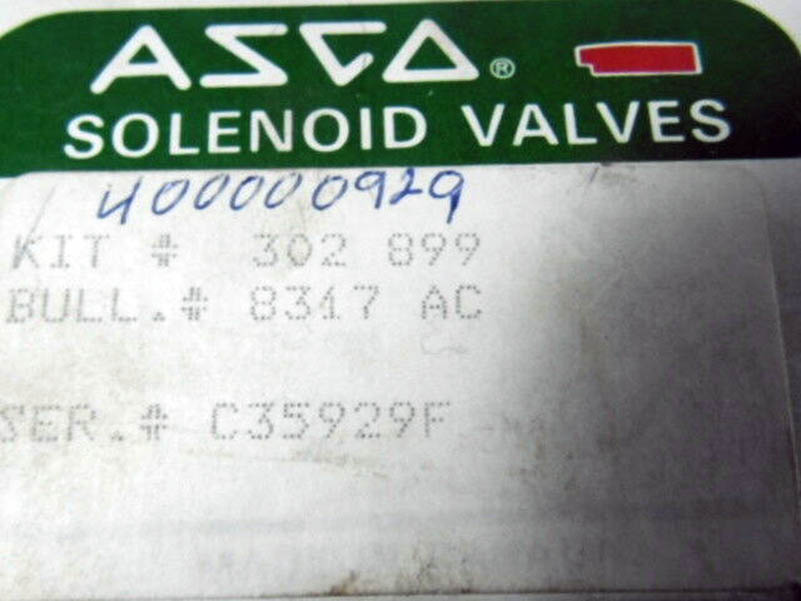 ASCO®
SOLENOID VALVES
400000929
KIT # 302 899
BULL.# 8317 AC
SER.# C35929F